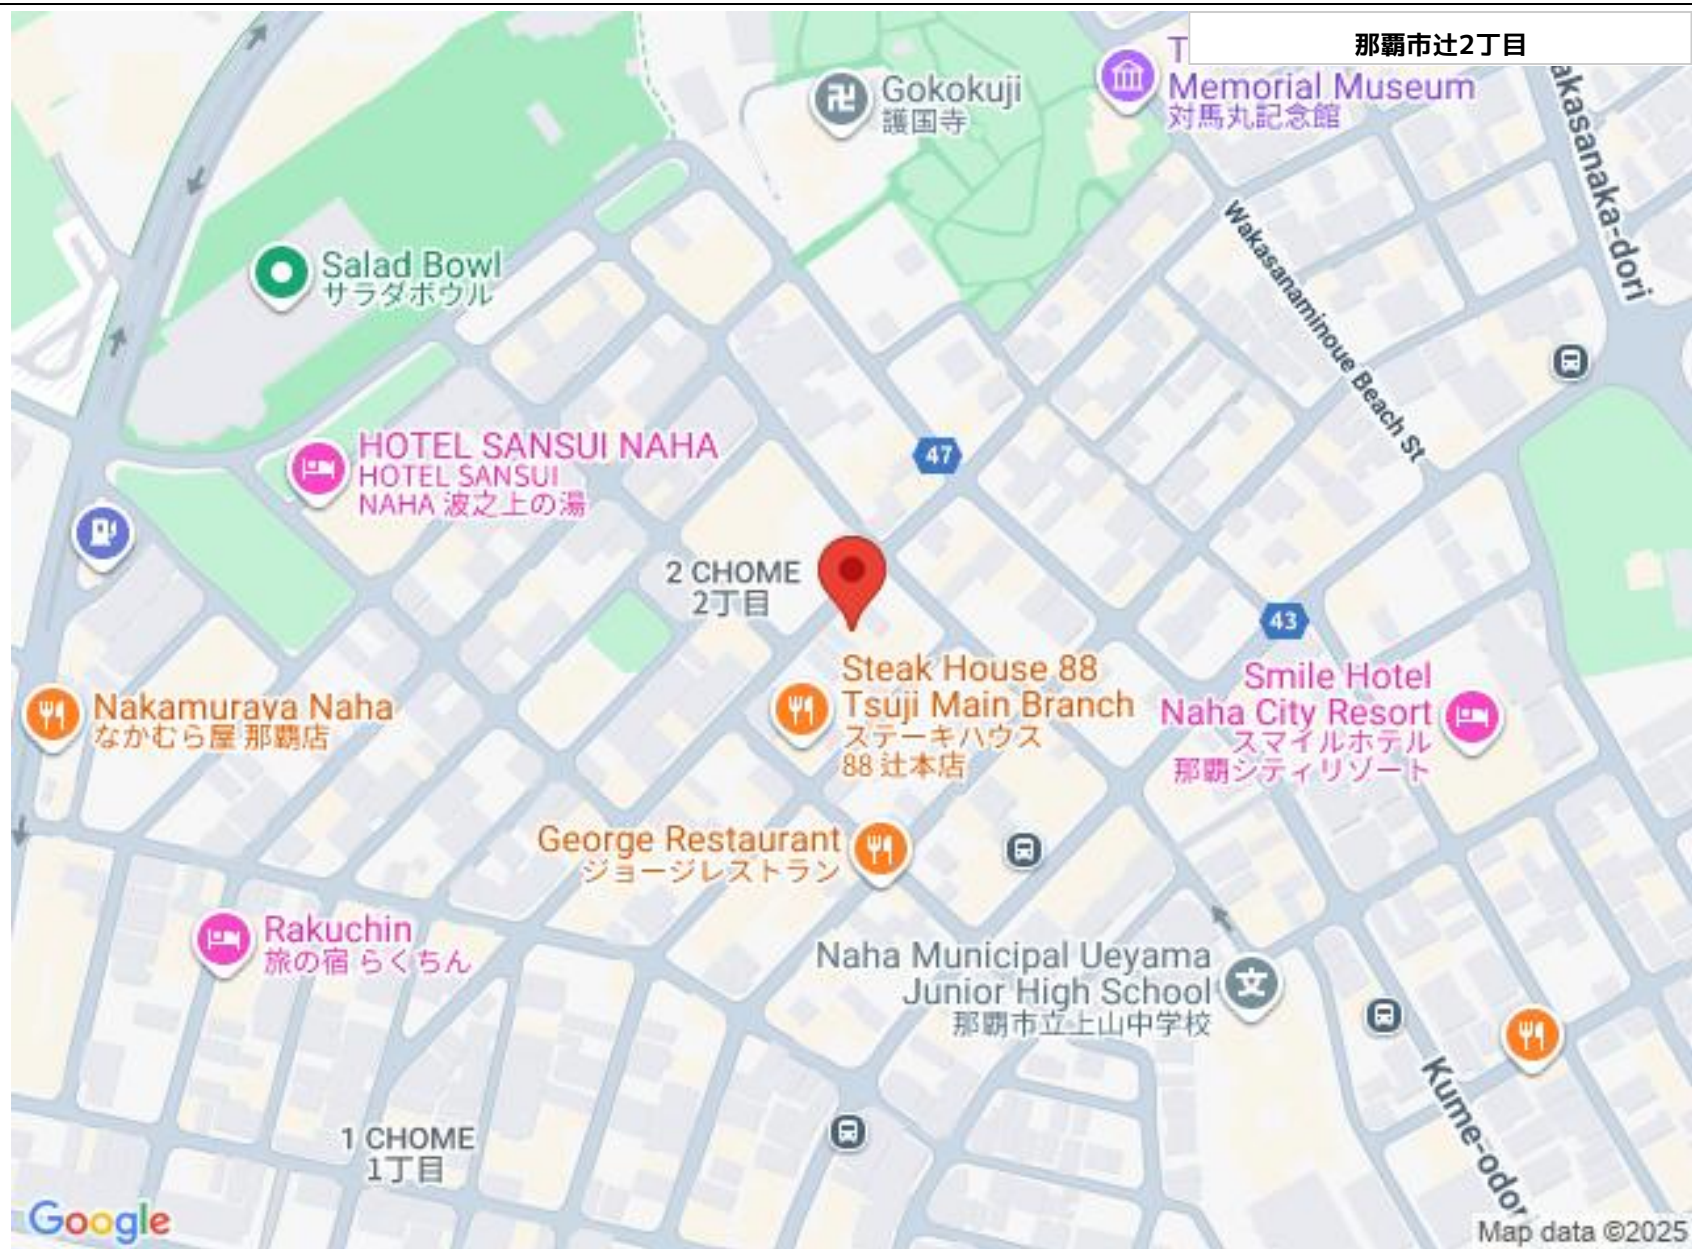 那覇市辻2丁目
T
Memorial Museum
対馬丸記念館
Gokokuji
護国寺
akasanaka-dori
Wakasanaminoue Beach St
Salad Bowl
サラダボウル
HOTEL SANSUI NAHA
HOTEL SANSUI
NAHA 波之上の湯
47
2 CHOME
2丁目
43
Steak House 88
Tsuji Main Branch
ステーキハウス
88 辻本店
Smile Hotel
Naha City Resort
スマイルホテル
那覇シティリゾート
Nakamuraya Naha
なかむら屋 那覇店
George Restaurant
ジョージレストラン
Rakuchin
旅の宿 らくちん
Naha Municipal Ueyama
Junior High School
那覇市立上山中学校
文
Kume-odor
1 CHOME
1丁目
Google
Map data ©2025